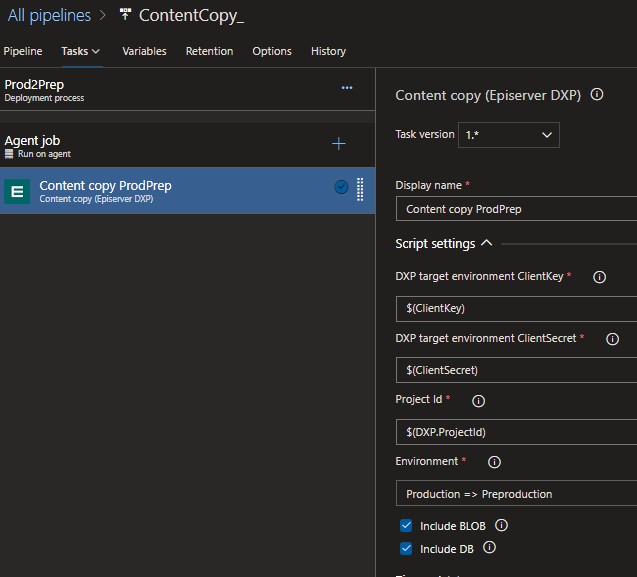 All pipelines > ContentCopy_
Pipeline Tasks Variables Retention Options History
Prod2Prep
Deployment process
Agent job
Run on agent
Content copy ProdPrep
Content copy (Episerver DXP)
Content copy (Episerver DXP)
Task version 1.*
Display name *
Content copy ProdPrep
Script settings
DXP target environment ClientKey *
$(ClientKey)
DXP target environment ClientSecret *
$(ClientSecret)
Project Id *
$(DXP.ProjectId)
Environment *
Production => Preproduction
Include BLOB
Include DB